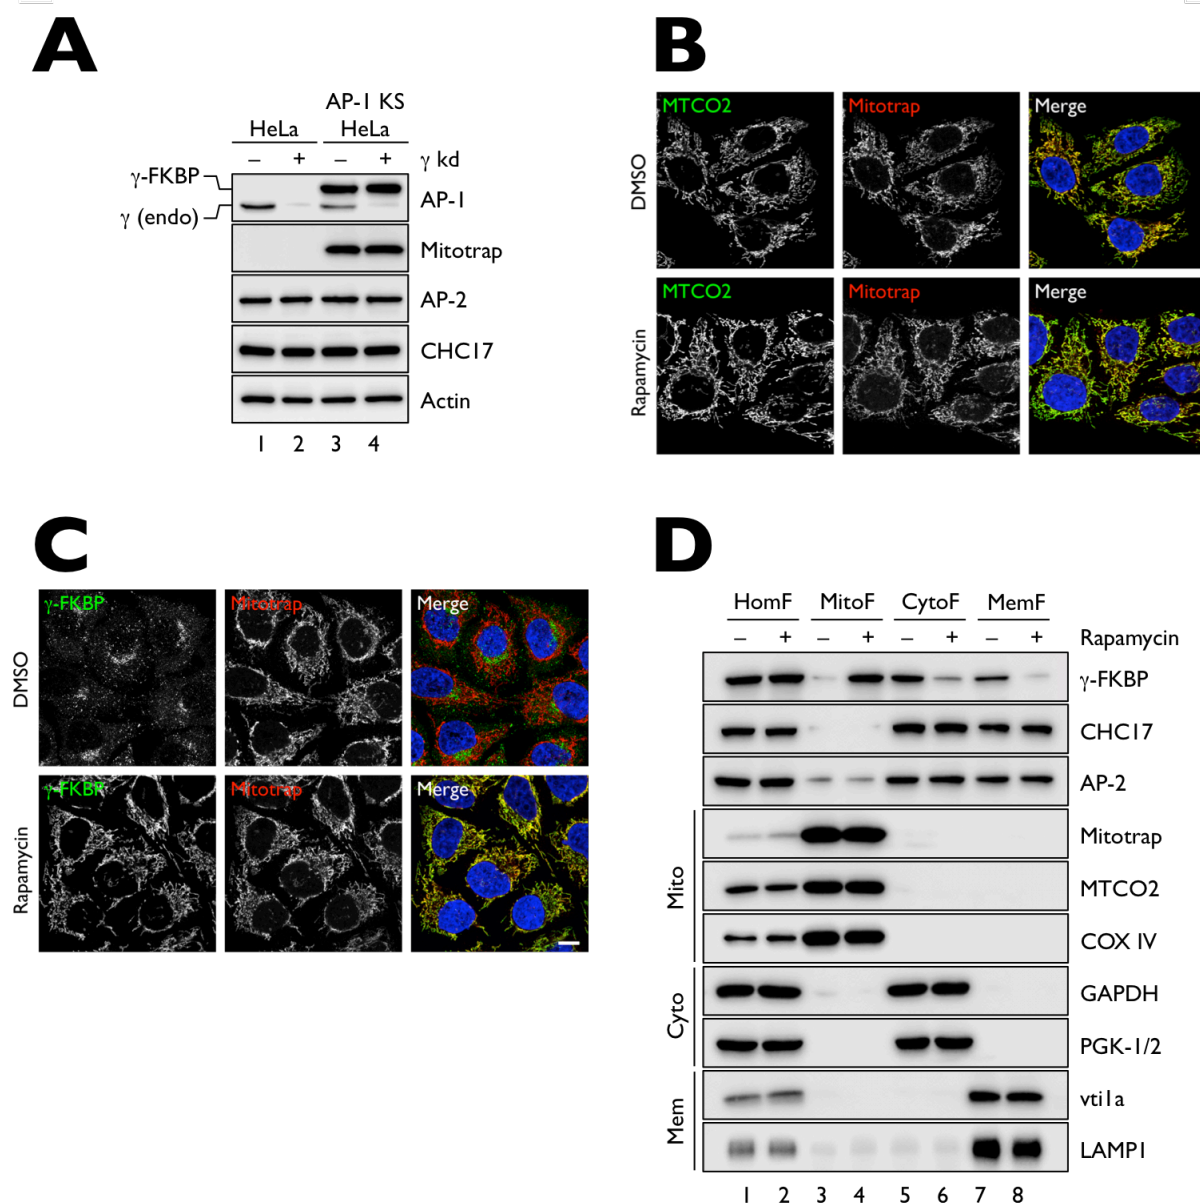 A
AP-1 KS
HeLa HeLa
– + – + γ kd
γ-FKBP
γ (endo)
AP-1
Mitotrap
AP-2
CHC17
Actin
1 2 3 4
B
MTCO2 Mitotrap Merge
DMSO
MTCO2 Mitotrap Merge
Rapamycin
C
γ-FKBP Mitotrap Merge
DMSO
γ-FKBP Mitotrap Merge
Rapamycin
D
HomF MitoF CytoF MemF
– + – + – + – + Rapamycin
γ-FKBP
CHC17
AP-2
Mito
Mitotrap
MTCO2
COX IV
Cyto
GAPDH
PGK-1/2
Mem
vti1a
LAMP1
1 2 3 4 5 6 7 8